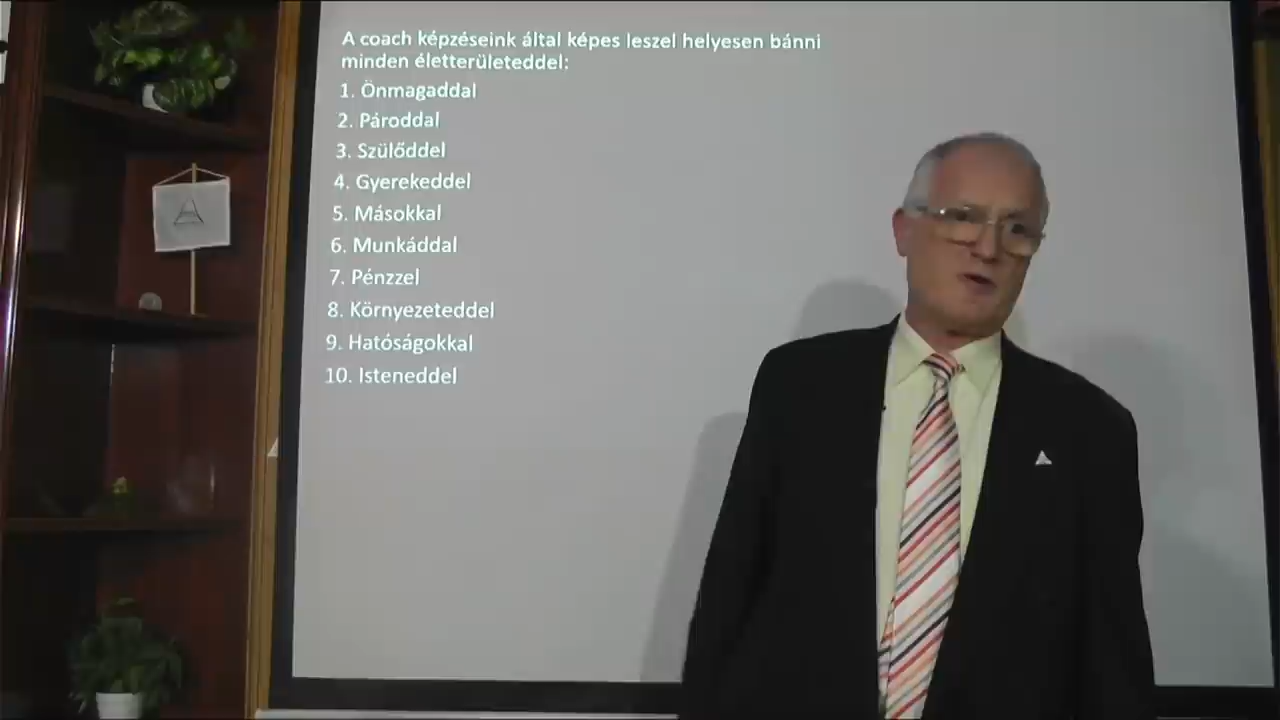 A coach képzéseink által képes leszel helyesen bánni
minden életterületeddel:
1. Önmagaddal
2. Pároddal
3. Szülőddel
4. Gyerekeddel
5. Másokkal
6. Munkáddal
7. Pénzzel
8. Környezeteddel
9. Hatóságokkal
10. Isteneddel